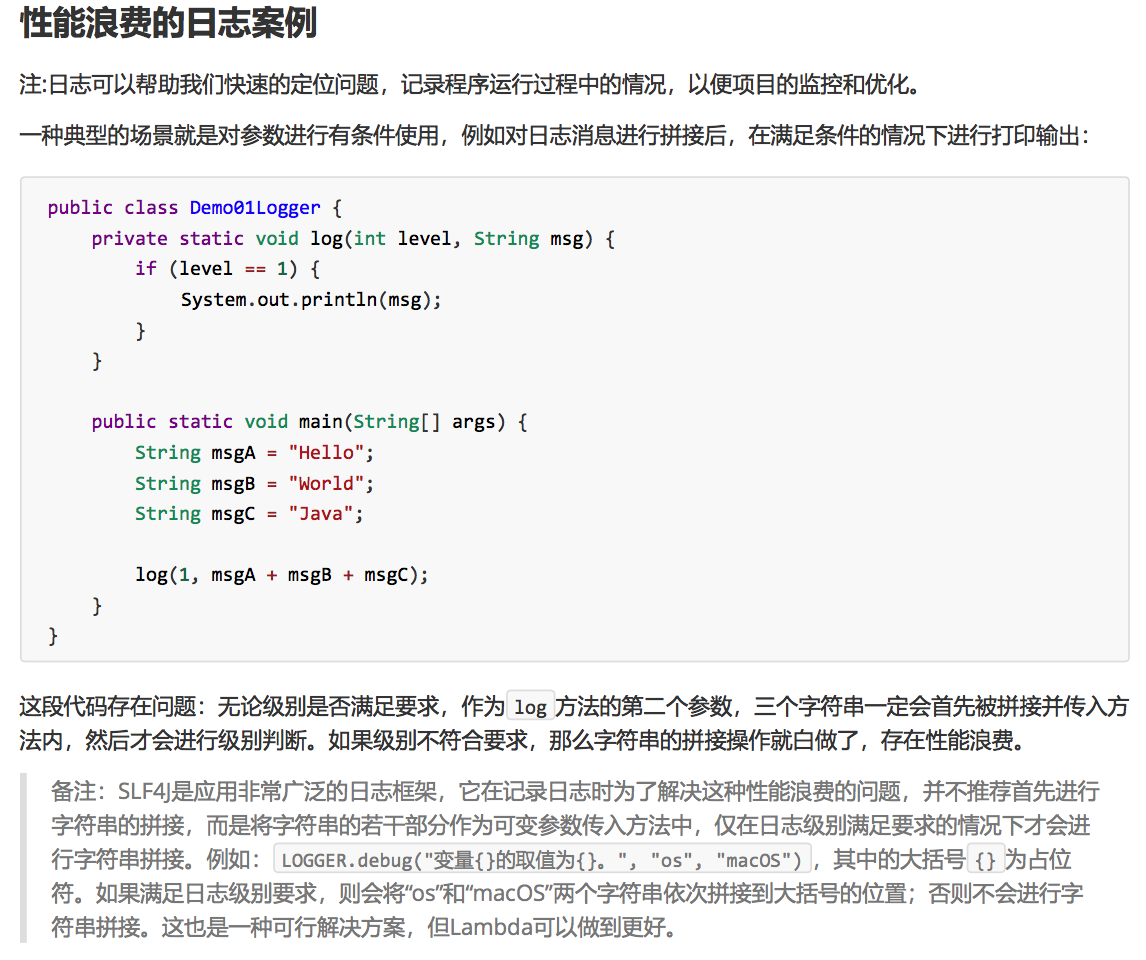 性能浪费的日志案例
注:日志可以帮助我们快速的定位问题，记录程序运行过程中的情况，以便项目的监控和优化。
一种典型的场景就是对参数进行有条件使用，例如对日志消息进行拼接后，在满足条件的情况下进行打印输出：
public class Demo01Logger {
    private static void log(int level, String msg) {
        if (level == 1) {
            System.out.println(msg);
        }
    }

    public static void main(String[] args) {
        String msgA = "Hello";
        String msgB = "World";
        String msgC = "Java";

        log(1, msgA + msgB + msgC);
    }
}
这段代码存在问题：无论级别是否满足要求，作为 log 方法的第二个参数，三个字符串一定会首先被拼接并传入方
法内，然后才会进行级别判断。如果级别不符合要求，那么字符串的拼接操作就白做了，存在性能浪费。
备注：SLF4J是应用非常广泛的日志框架，它在记录日志时为了解决这种性能浪费的问题，并不推荐首先进行
字符串的拼接，而是将字符串的若干部分作为可变参数传入方法中，仅在日志级别满足要求的情况下才会进
行字符串拼接。例如： LOGGER.debug("变量{}的取值为{}。", "os", "macOS") ，其中的大括号 {} 为占位
符。如果满足日志级别要求，则会将“os”和“macOS”两个字符串依次拼接到大括号的位置；否则不会进行字
符串拼接。这也是一种可行解决方案，但Lambda可以做到更好。